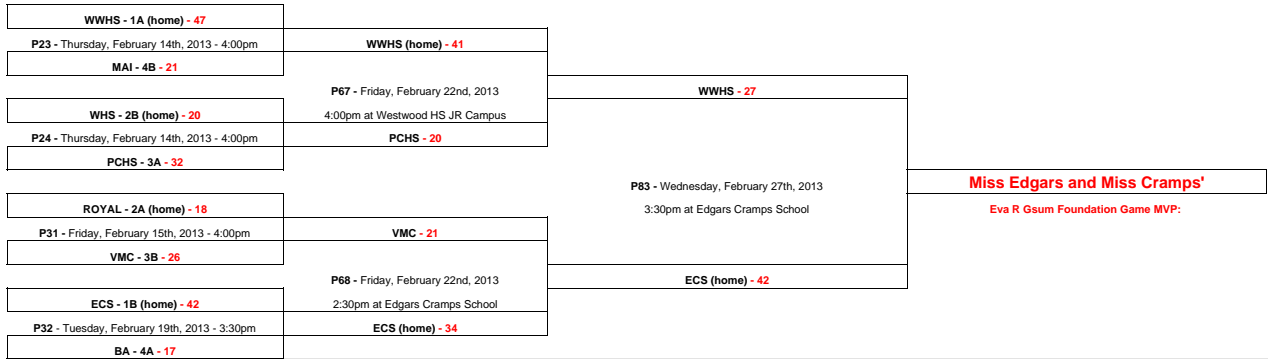 WWHS - 1A (home) - 47
P23 - Thursday, February 14th, 2013 - 4:00pm
MAI - 4B - 21
WHS - 2B (home) - 20
P24 - Thursday, February 14th, 2013 - 4:00pm
PCHS - 3A - 32
ROYAL - 2A (home) - 18
P31 - Friday, February 15th, 2013 - 4:00pm
VMC - 3B - 26
ECS - 1B (home) - 42
P32 - Tuesday, February 19th, 2013 - 3:30pm
BA - 4A - 17
WWHS (home) - 41
P67 - Friday, February 22nd, 2013
4:00pm at Westwood HS JR Campus
PCHS - 20
VMC - 21
P68 - Friday, February 22nd, 2013
2:30pm at Edgars Cramps School
ECS (home) - 34
WWHS - 27
P83 - Wednesday, February 27th, 2013
3:30pm at Edgars Cramps School
ECS (home) - 42
Miss Edgars and Miss Cramps'
Eva R Gsum Foundation Game MVP: